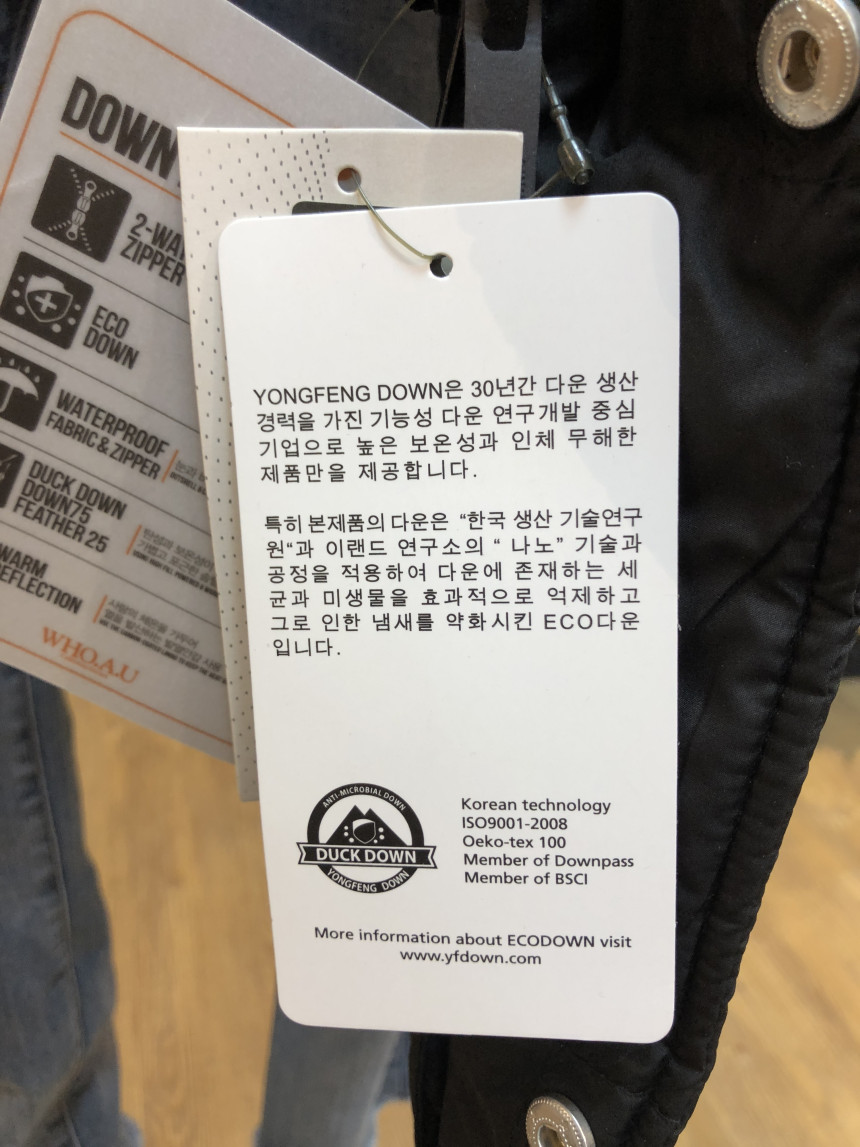 DOWN
2-WA
ZIPPER
ECO
DOWN
WATERPROOF
FABRIC & ZIPPER
DUCK DOWN
DOWN75
FEATHER 25
WARM
REFLECTION
WHO.A.U
YONGFENG DOWN은 30년간 다운 생산
경력을 가진 기능성 다운 연구개발 중심
기업으로 높은 보온성과 인체 무해한
제품만을 제공합니다.
특히 본제품의 다운은 “한국 생산 기술연구
원“과 이랜드 연구소의 “ 나노” 기술과
공정을 적용하여 다운에 존재하는 세
균과 미생물을 효과적으로 억제하고
그로 인한 냄새를 약화시킨 ECO다운
입니다.
ANTI-MICROBIAL DOWN
DUCK DOWN
YONGFENG DOWN
Korean technology
ISO9001-2008
Oeko-tex 100
Member of Downpass
Member of BSCI
More information about ECODOWN visit
www.yfdown.com